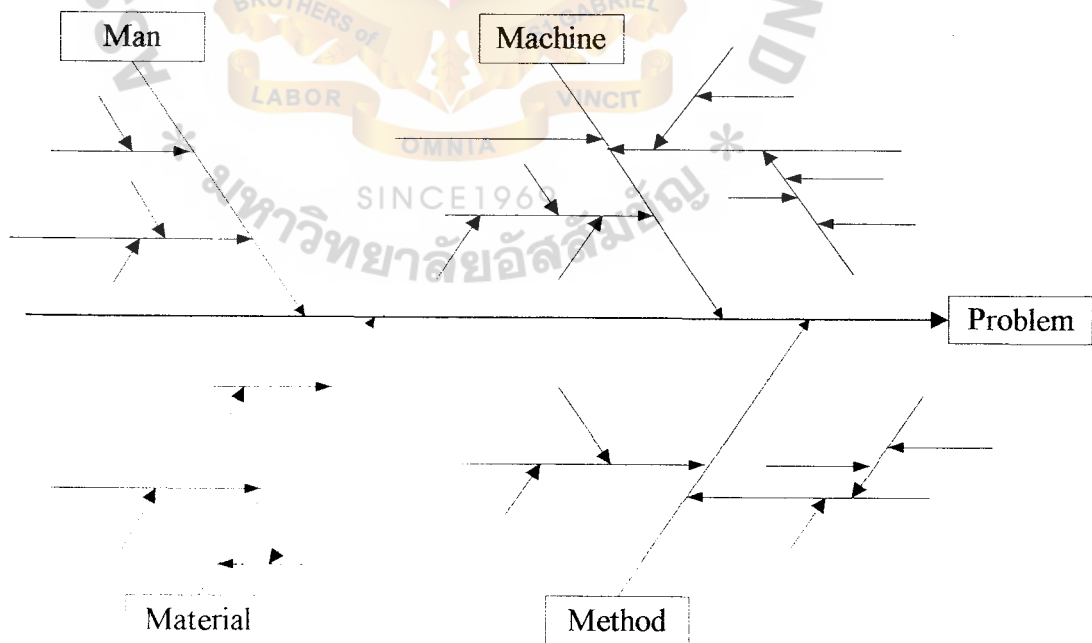 Man
Machine
BROTHERS of
GABRIEL
LABOR
VINCIT
OMNIA
SINCE1969
มหาวิทยาลัยอัสสัมชัญ
Problem
Material
Method